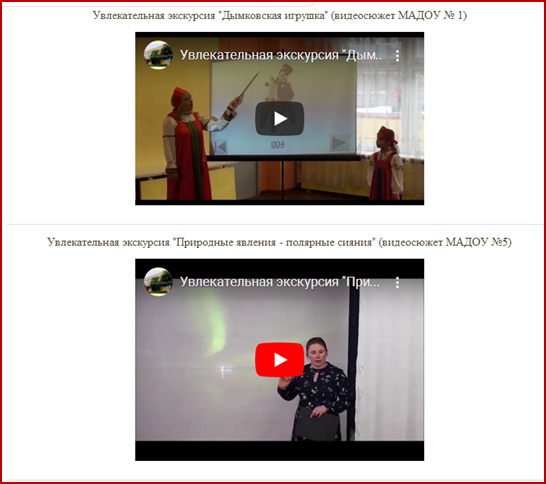 Увлекательная экскурсия "Дымковская игрушка" (видеосюжет МАДОУ № 1)
Увлекательная экскурсия "Дым...
004
Увлекательная экскурсия "Природные явления - полярные сияния" (видеосюжет МАДОУ №5)
Увлекательная экскурсия "При...